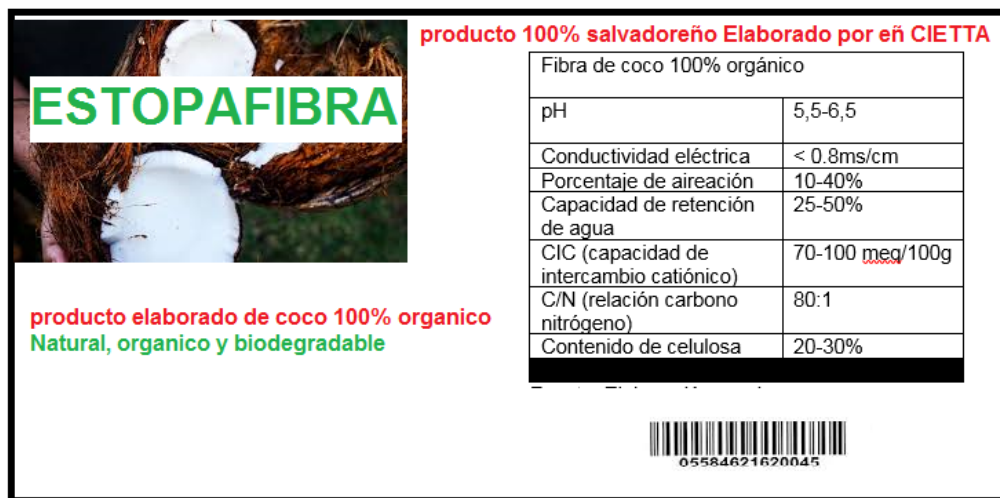 producto 100% salvadoreño Elaborado por eñ CIETTA
ESTOPAFIBRA
producto elaborado de coco 100% organico
Natural, organico y biodegradable
Fibra de coco 100% orgánico
pH 5,5-6,5
Conductividad eléctrica < 0.8ms/cm
Porcentaje de aireación 10-40%
Capacidad de retención 25-50%
de agua
CIC (capacidad de 70-100 meq/100g
intercambio catiónico)
C/N (relación carbono 80:1
nitrógeno)
Contenido de celulosa 20-30%
05584621620045